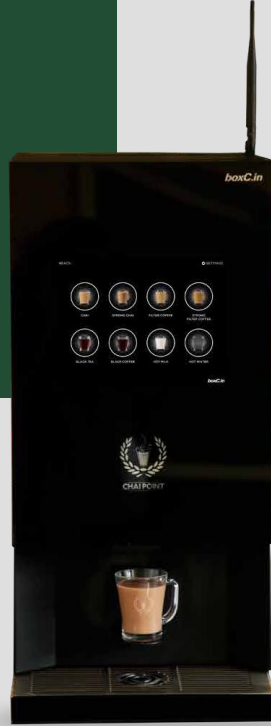 boxC.in
SETTINGS
CHAI
STRONG CHAI
FILTER COFFEE
STRONG
FILTER COFFEE
BLACK TEA
BLACK COFFEE
HOT MILK
HOT WATER
boxC.in
CHAI POINT